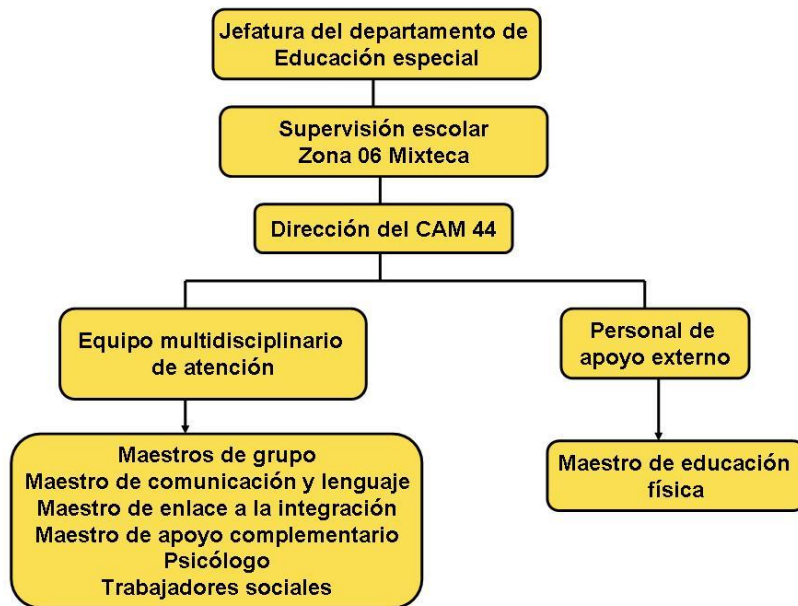 Jefatura del departamento de
Educación especial
Supervisión escolar
Zona 06 Mixteca
Dirección del CAM 44
Equipo multidisciplinario
de atención
Personal de
apoyo externo
Maestros de grupo
Maestro de comunicación y lenguaje
Maestro de enlace a la integración
Maestro de apoyo complementario
Psicólogo
Trabajadores sociales
Maestro de educación
física